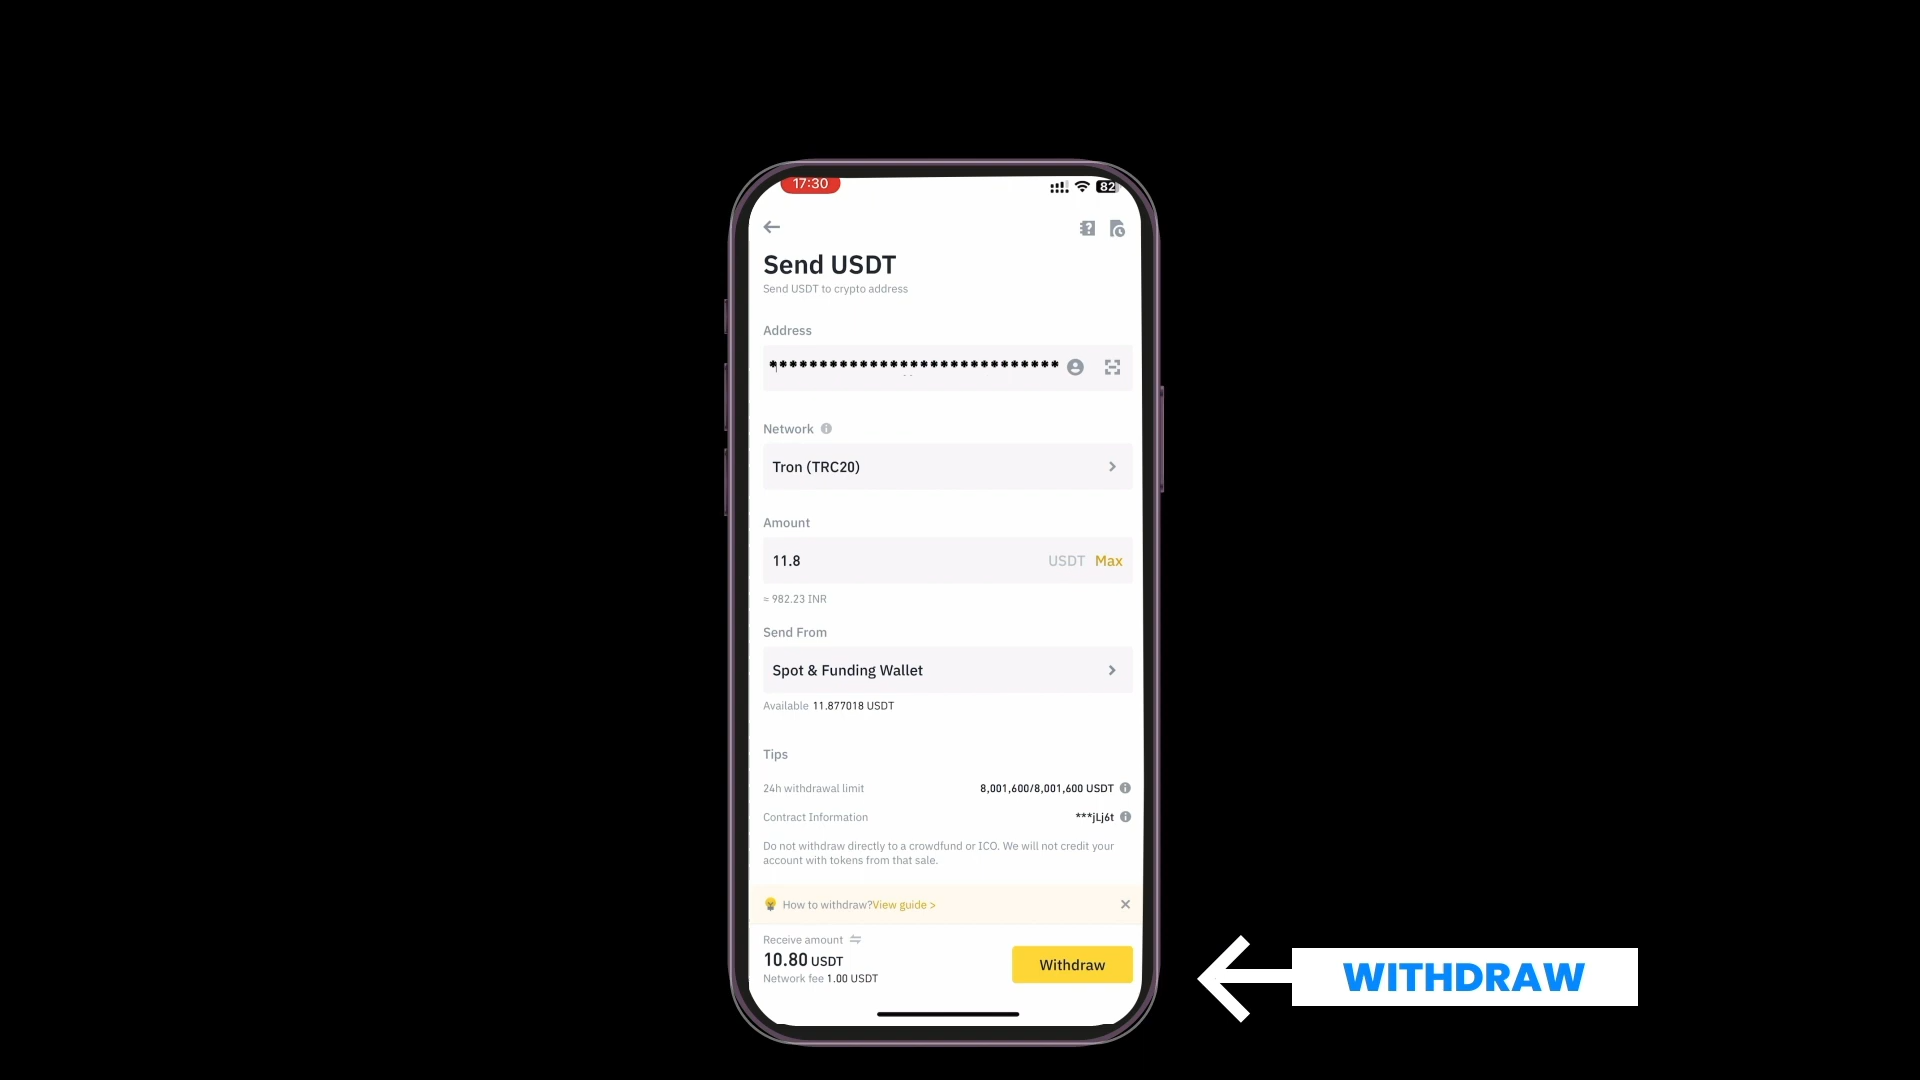 17:30
82
Send USDT
Send USDT to crypto address
Address
*****************************
Network
Tron (TRC20)
Amount
11.8 USDT Max
≈ 982.23 INR
Send From
Spot & Funding Wallet
Available 11.877018 USDT
Tips
24h withdrawal limit 8,001,600/8,001,600 USDT
Contract Information ***jLj6t
Do not withdraw directly to a crowdfund or ICO. We will not credit your
account with tokens from that sale.
How to withdraw?View guide >
Receive amount
10.80 USDT
Network fee 1.00 USDT
Withdraw
WITHDRAW